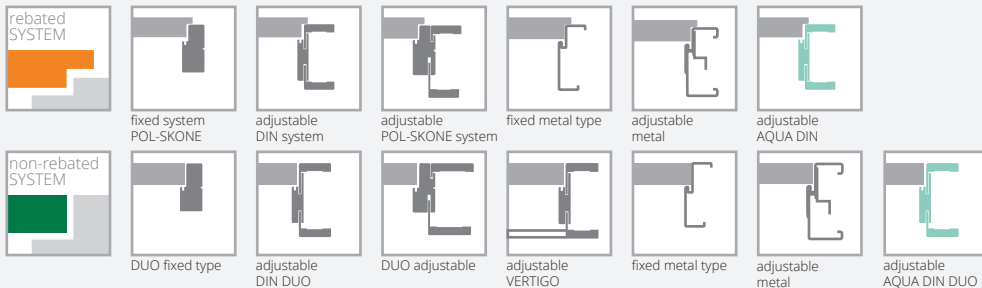 rebated
SYSTEM
fixed system
POL-SKONE
adjustable
DIN system
adjustable
POL-SKONE system
fixed metal type
adjustable
metal
adjustable
AQUA DIN
non-rebated
SYSTEM
DUO fixed type
adjustable
DIN DUO
DUO adjustable
adjustable
VERTIGO
fixed metal type
adjustable
metal
adjustable
AQUA DIN DUO